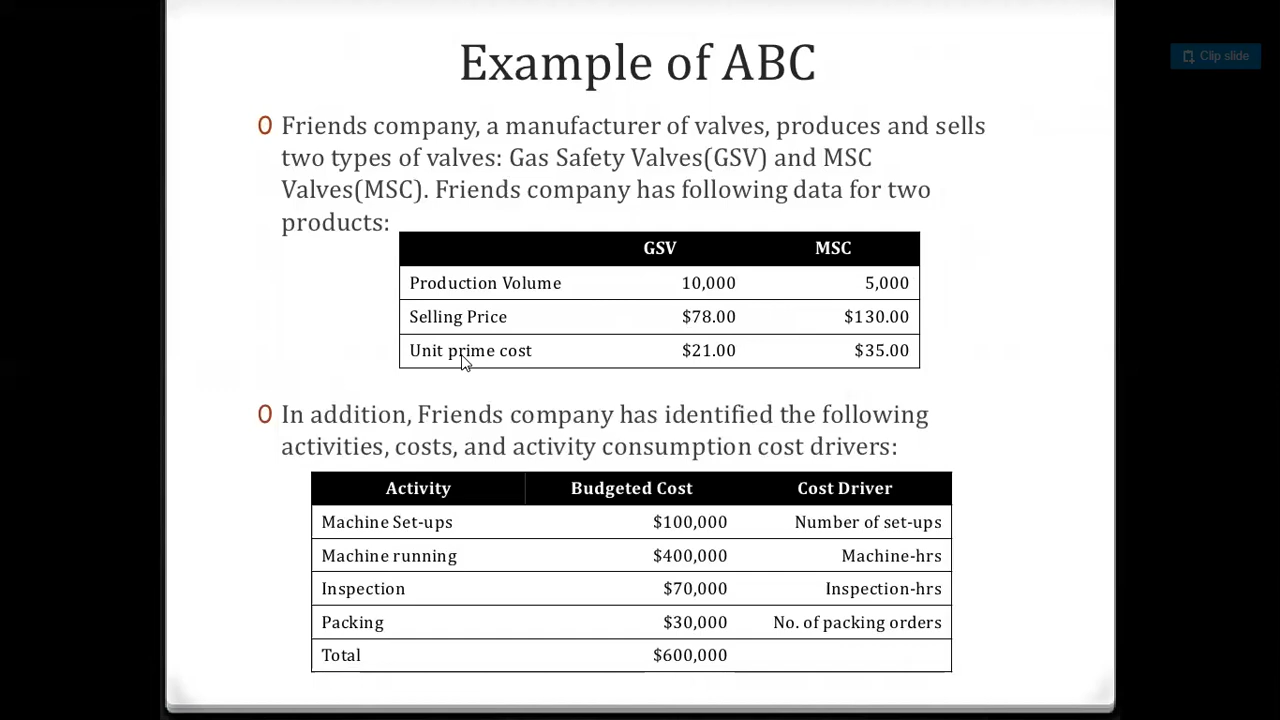 Clip slide
Example of ABC
O Friends company, a manufacturer of valves, produces and sells
two types of valves: Gas Safety Valves(GSV) and MSC
Valves(MSC). Friends company has following data for two
products:
GSV MSC
Production Volume 10,000 5,000
Selling Price $78.00 $130.00
Unit prime cost $21.00 $35.00
O In addition, Friends company has identified the following
activities, costs, and activity consumption cost drivers:
Activity Budgeted Cost Cost Driver
Machine Set-ups $100,000 Number of set-ups
Machine running $400,000 Machine-hrs
Inspection $70,000 Inspection-hrs
Packing $30,000 No. of packing orders
Total $600,000